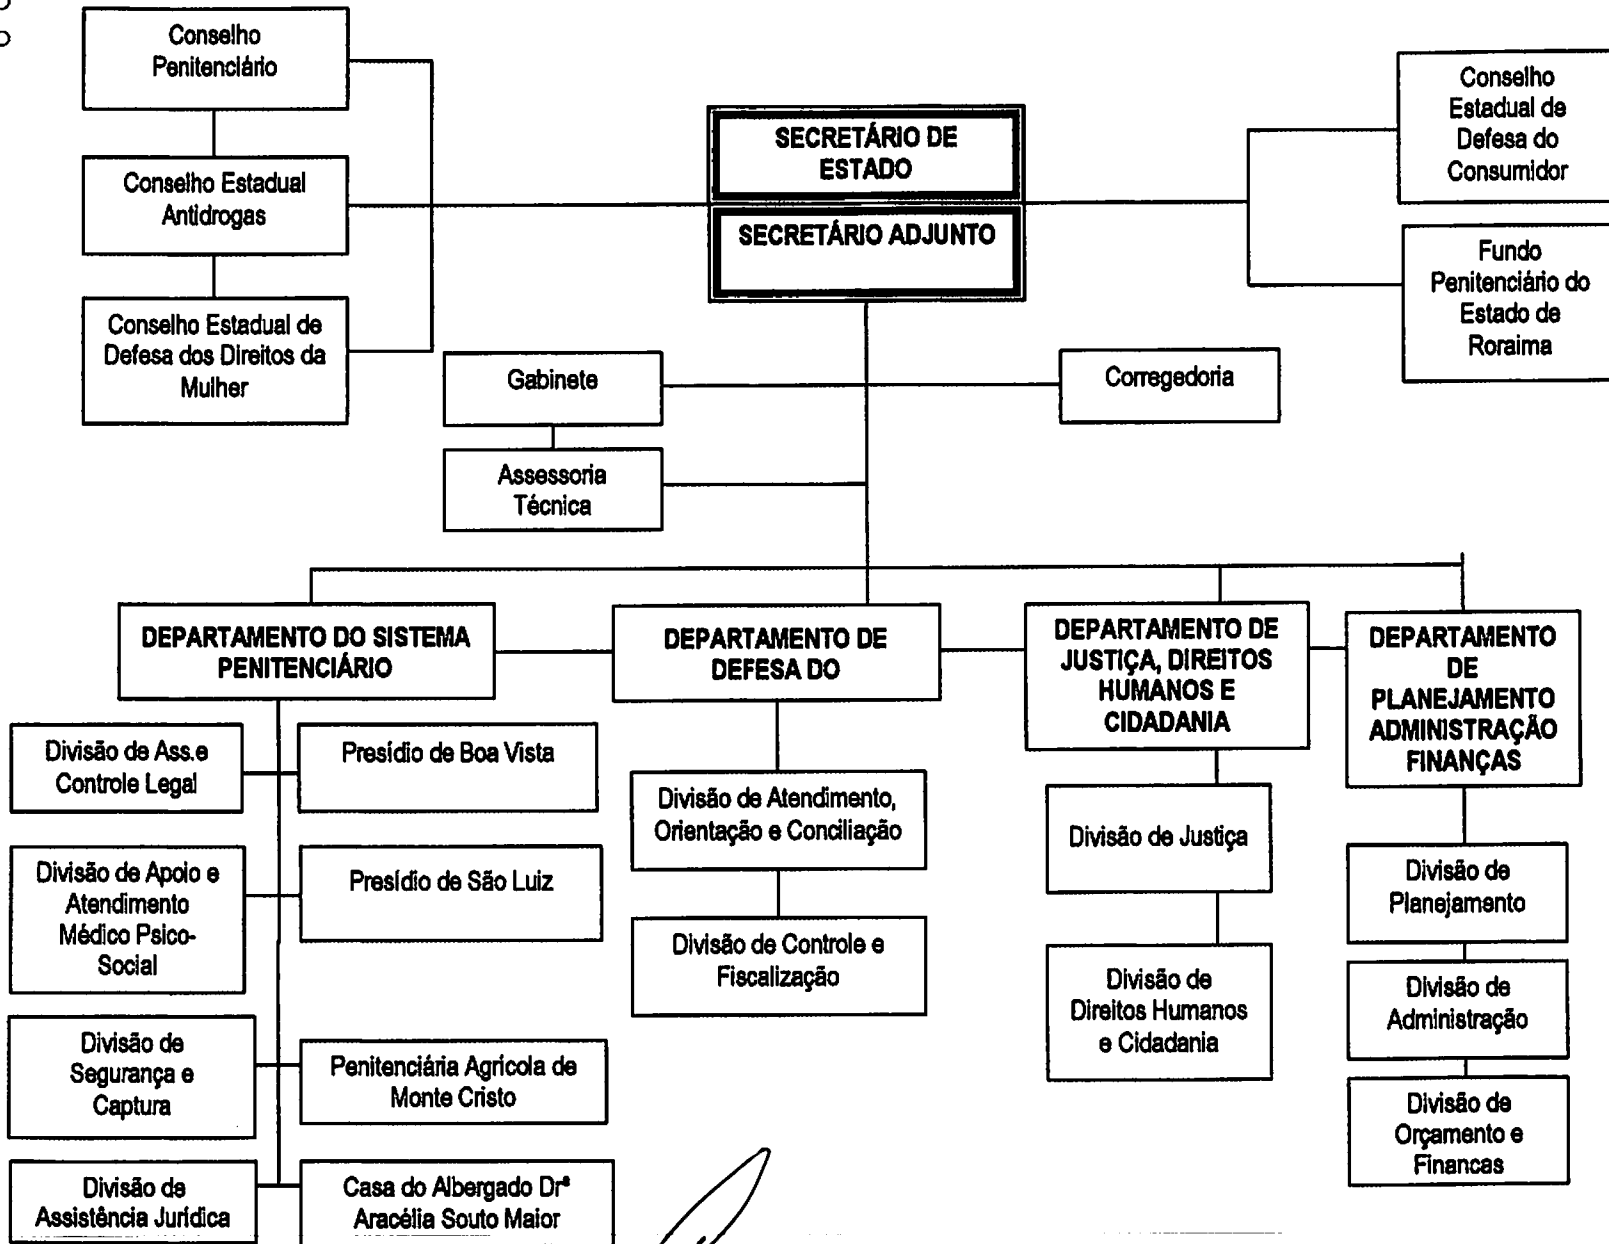 Conselho
Penitenciário
Conselho Estadual
Antidrogas
Conselho Estadual de
Defesa dos Direitos da
Mulher
SECRETÁRIO DE
ESTADO
SECRETÁRIO ADJUNTO
Conselho
Estadual de
Defesa do
Consumidor
Fundo
Penitenciário do
Estado de
Roraima
Gabinete
Corregedoria
Assessoria
Técnica
DEPARTAMENTO DO SISTEMA
PENITENCIÁRIO
DEPARTAMENTO DE
DEFESA DO
DEPARTAMENTO DE
JUSTIÇA, DIREITOS
HUMANOS E
CIDADANIA
DEPARTAMENTO
DE
PLANEJAMENTO
ADMINISTRAÇÃO
FINANÇAS
Divisão de Ass.e
Controle Legal
Presídio de Boa Vista
Divisão de Apoio e
Atendimento
Médico Psico-
Social
Presídio de São Luiz
Divisão de
Segurança e
Captura
Penitenciária Agrícola de
Monte Cristo
Divisão de
Assistência Jurídica
Casa do Albergado Drª
Aracélia Souto Maior
Divisão de Atendimento,
Orientação e Conciliação
Divisão de Controle e
Fiscalização
Divisão de Justiça
Divisão de
Direitos Humanos
e Cidadania
Divisão de
Planejamento
Divisão de
Administração
Divisão de
Orçamento e
Financas